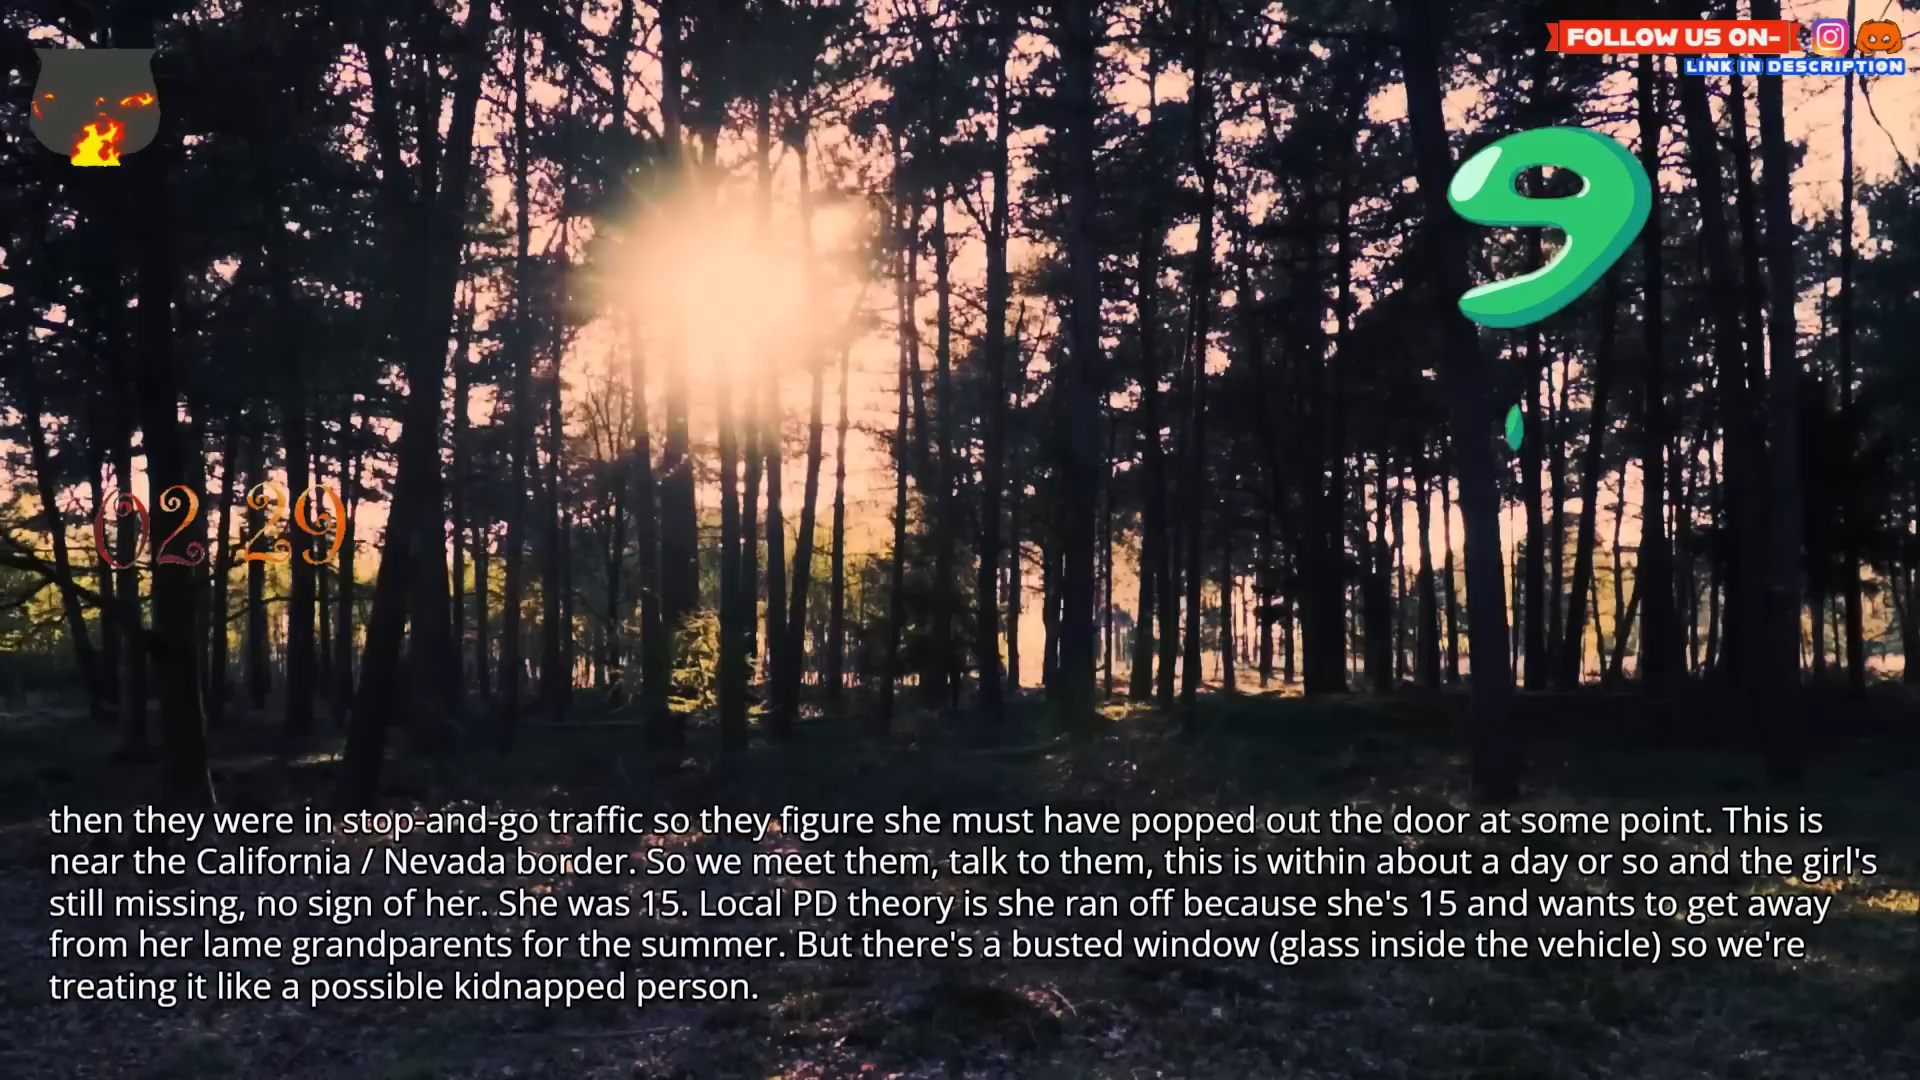 FOLLOW US ON-
LINK IN DESCRIPTION
9
02 29
then they were in stop-and-go traffic so they figure she must have popped out the door at some point. This is
near the California / Nevada border. So we meet them, talk to them, this is within about a day or so and the girl's
still missing, no sign of her. She was 15. Local PD theory is she ran off because she's 15 and wants to get away
from her lame grandparents for the summer. But there's a busted window (glass inside the vehicle) so we're
treating it like a possible kidnapped person.